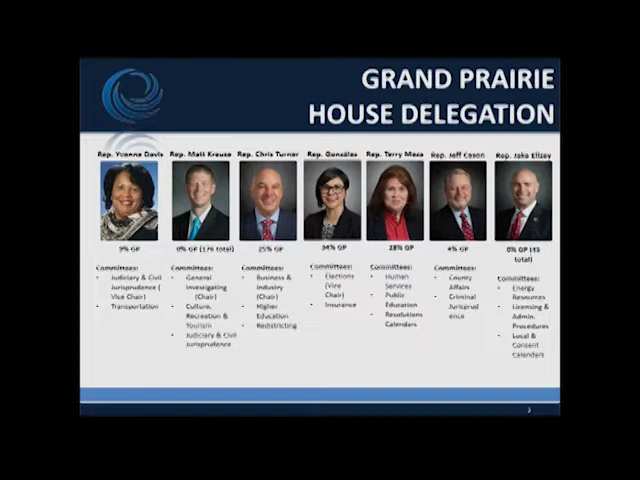 GRAND PRAIRIE
HOUSE DELEGATION
Rep. Yvonne Davis
Rep. Matt Krause
Rep. Chris Turner
Rep. González
Rep. Terry Meza
Rep. Jeff Cason
Rep. Jake Ellzey
9% GP
0% GP (176 total)
25% GP
34% GP
28% GP
4% GP
0% GP (43
total)
Committees:
• Judiciary & Civil
Jurisprudence (
Vice Chair)
• Transportation
Committees:
• General
Investigating
(Chair)
• Culture,
Recreation &
Tourism
• Judiciary & Civil
Jurisprudence
Committees:
• Business &
Industry
(Chair)
• Higher
Education
• Redistricting
Committees:
• Elections
(Vice
Chair)
• Insurance
Committees:
• Human
Services
• Public
Education
• Resolutions
Calendars
Committees:
• County
Affairs
• Criminal
Jurisprud
ence
Committees:
• Energy
Resources
• Licensing &
Admin.
Procedures
• Local &
Consent
Calendars